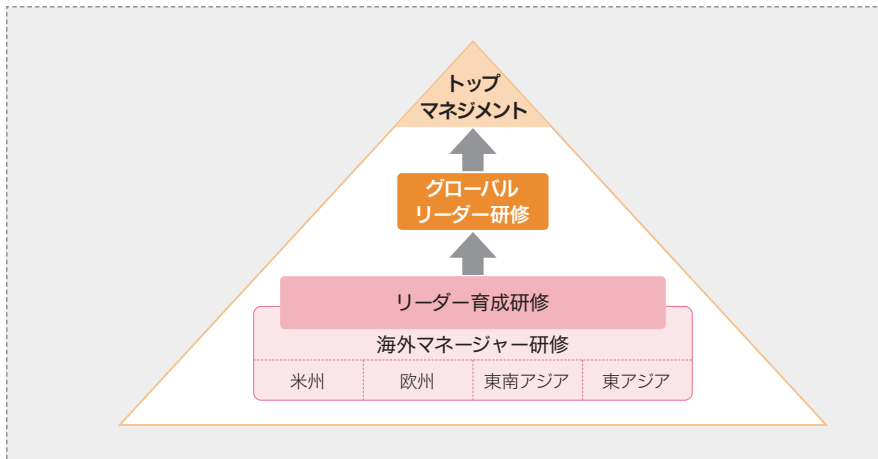 トップ
マネジメント
グローバル
リーダー研修
リーダー育成研修
海外マネージャー研修
米州
欧州
東南アジア
東アジア